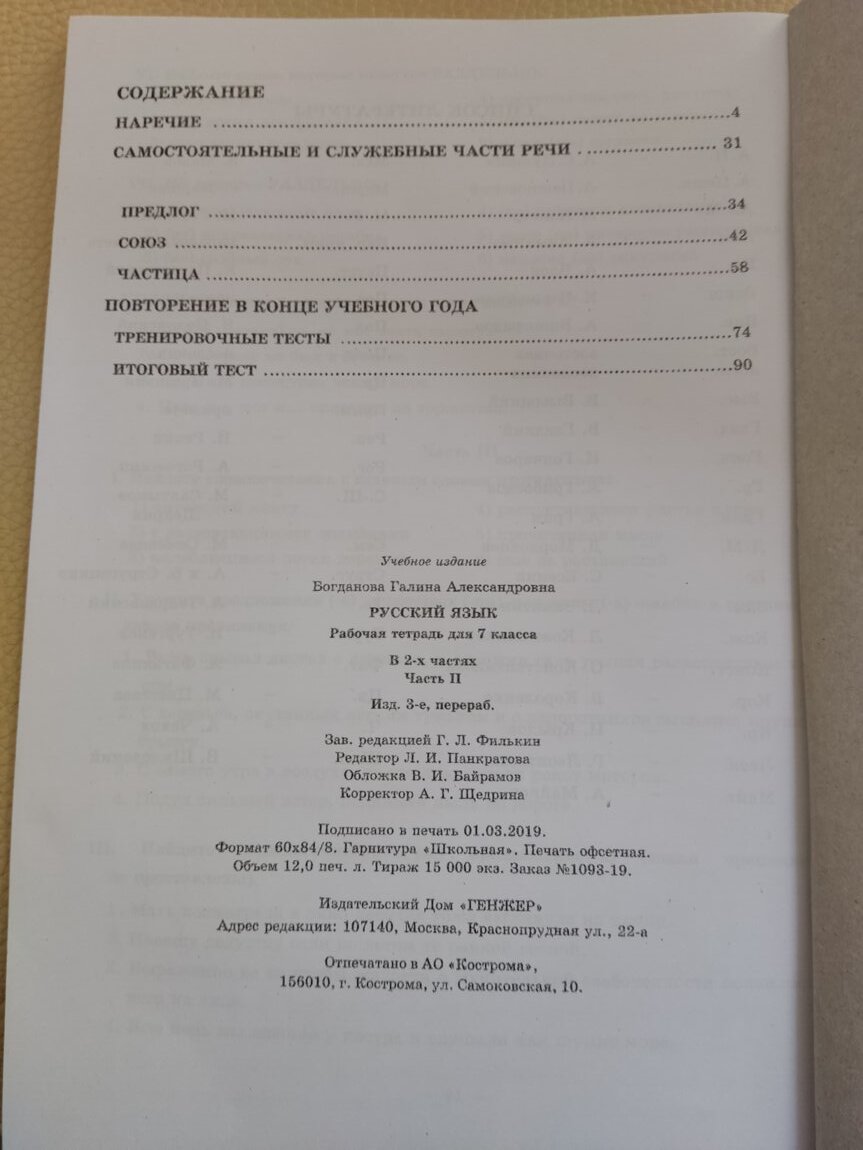 СОДЕРЖАНИЕ
НАРЕЧИЕ ..........4
САМОСТОЯТЕЛЬНЫЕ И СЛУЖЕБНЫЕ ЧАСТИ РЕЧИ ..........31
ПРЕДЛОГ ..........34
СОЮЗ ..........42
ЧАСТИЦА ..........58
ПОВТОРЕНИЕ В КОНЦЕ УЧЕБНОГО ГОДА
ТРЕНИРОВОЧНЫЕ ТЕСТЫ ..........74
ИТОГОВЫЙ ТЕСТ ..........90
Учебное издание
Богданова Галина Александровна
РУССКИЙ ЯЗЫК
Рабочая тетрадь для 7 класса
В 2-х частях
Часть II
Изд. 3-е, перераб.
Зав. редакцией Г. Л. Филькин
Редактор Л. И. Панкратова
Обложка В. И. Байрамов
Корректор А. Г. Щедрина
Подписано в печать 01.03.2019.
Формат 60х84/8. Гарнитура «Школьная». Печать офсетная.
Объем 12,0 печ. л. Тираж 15 000 экз. Заказ №1093-19.
Издательский Дом «ГЕНЖЕР»
Адрес редакции: 107140, Москва, Краснопрудная ул., 22-а
Отпечатано в АО «Кострома»,
156010, г. Кострома, ул. Самоковская, 10.